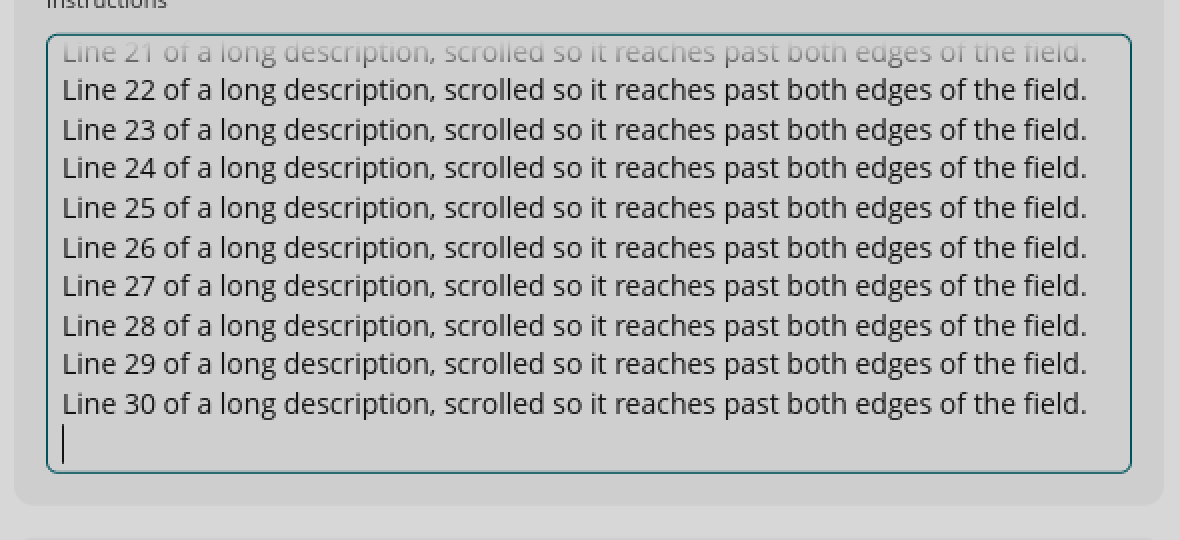 Instructions
Line 21 of a long description, scrolled so it reaches past both edges of the field.
Line 22 of a long description, scrolled so it reaches past both edges of the field.
Line 23 of a long description, scrolled so it reaches past both edges of the field.
Line 24 of a long description, scrolled so it reaches past both edges of the field.
Line 25 of a long description, scrolled so it reaches past both edges of the field.
Line 26 of a long description, scrolled so it reaches past both edges of the field.
Line 27 of a long description, scrolled so it reaches past both edges of the field.
Line 28 of a long description, scrolled so it reaches past both edges of the field.
Line 29 of a long description, scrolled so it reaches past both edges of the field.
Line 30 of a long description, scrolled so it reaches past both edges of the field.